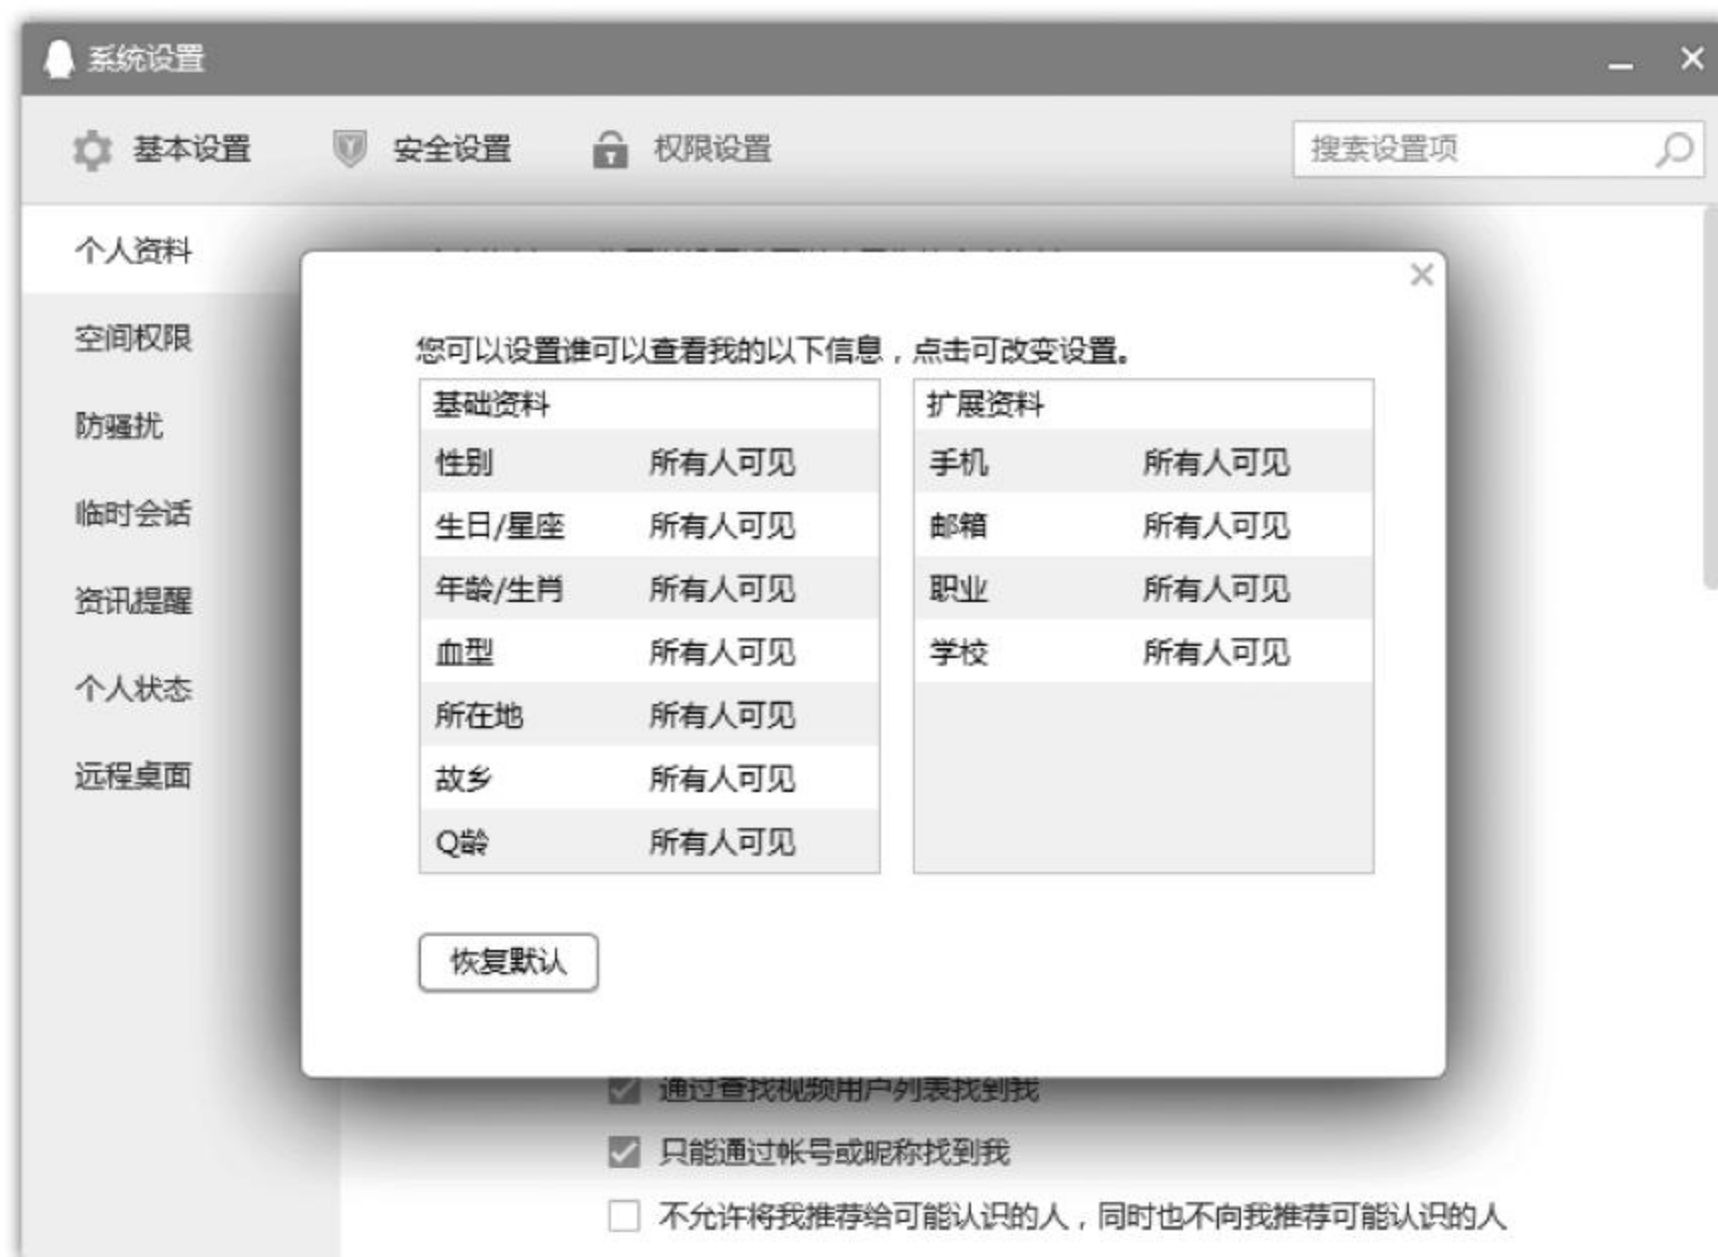 系统设置
基本设置 安全设置 权限设置 搜索设置项
个人资料
空间权限
防骚扰
临时会话
资讯提醒
个人状态
远程桌面
您可以设置谁可以查看我的以下信息，点击可改变设置。
基础资料
性别 所有人可见
生日/星座 所有人可见
年龄/生肖 所有人可见
血型 所有人可见
所在地 所有人可见
故乡 所有人可见
Q龄 所有人可见
扩展资料
手机 所有人可见
邮箱 所有人可见
职业 所有人可见
学校 所有人可见
恢复默认
通过查找视频用户列表找到我
只能通过帐号或昵称找到我
不允许将我推荐给可能认识的人，同时也不向我推荐可能认识的人